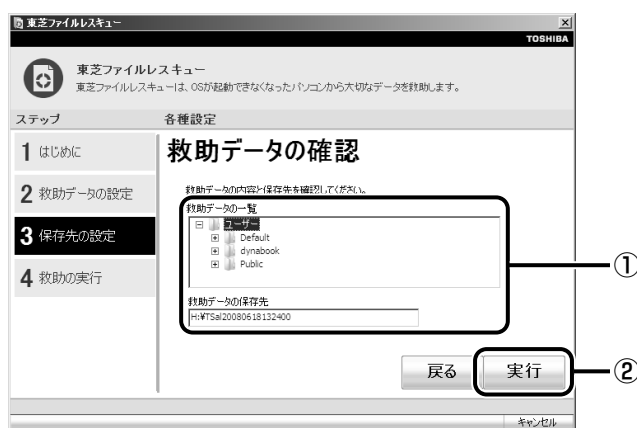 東芝ファイルレスキュー
TOSHIBA
東芝ファイルレスキュー
東芝ファイルレスキューは、OSが起動できなくなったパソコンから大切なデータを救助します。
ステップ
各種設定
1 はじめに
2 救助データの設定
3 保存先の設定
4 救助の実行
救助データの確認
救助データの内容と保存先を確認してください。
救助データの一覧
ユーザー
Default
dynabook
Public
救助データの保存先
H:¥TSal20080618132400
①
戻る
実行
②
キャンセル